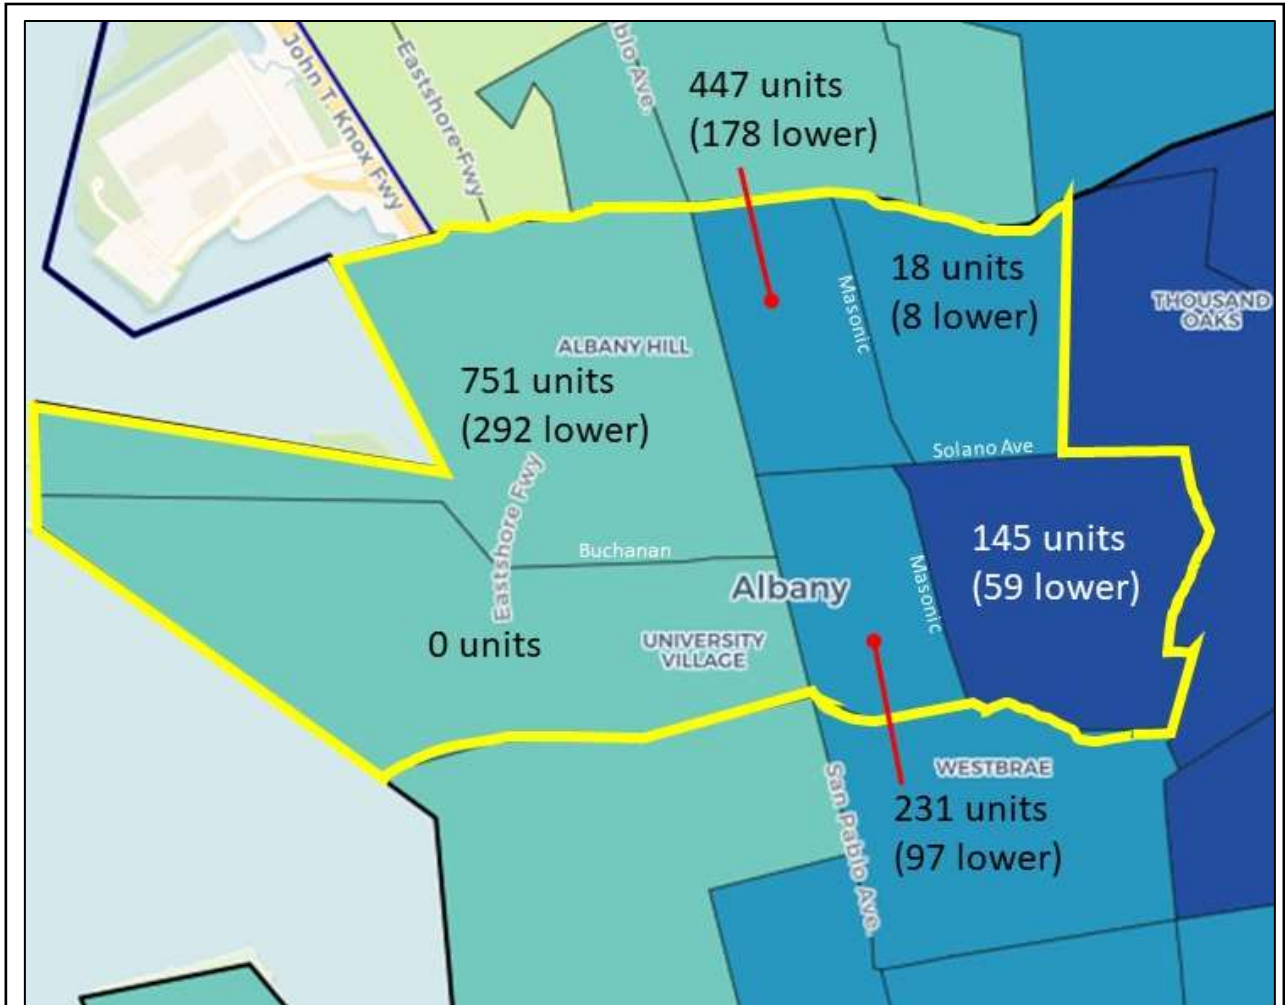 John T. Knox Fwy
Eastshore Fwy
blo Ave.
447 units
(178 lower)
18 units
(8 lower)
Masonic
THOUSAND
OAKS
ALBANY HILL
751 units
(292 lower)
Solano Ave
Eastshore Fwy
Buchanan
145 units
(59 lower)
Albany
Masonic
0 units
UNIVERSITY
VILLAGE
San Pablo Ave.
WESTBRAE
231 units
(97 lower)